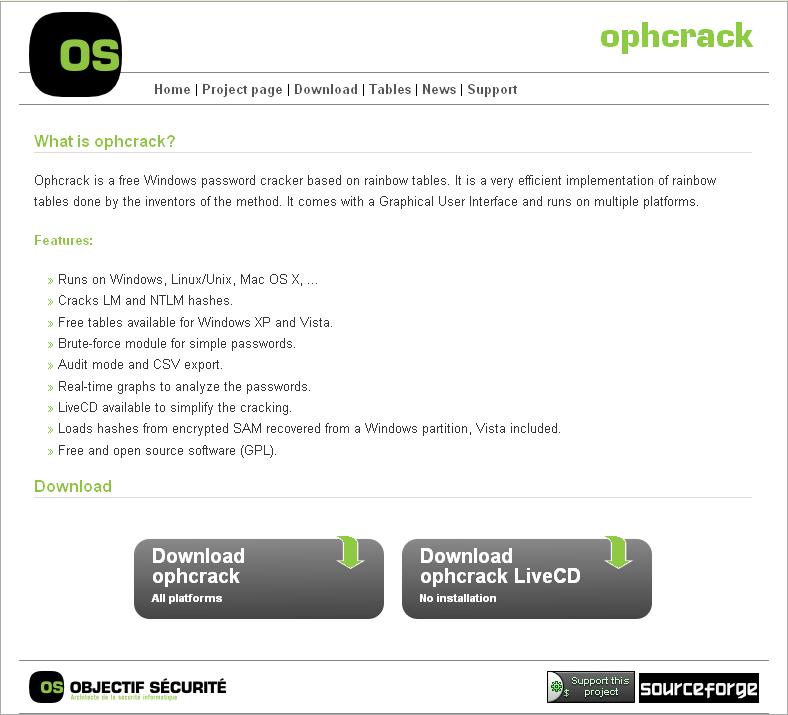 OS
ophcrack
Home | Project page | Download | Tables | News | Support
What is ophcrack?
Ophcrack is a free Windows password cracker based on rainbow tables. It is a very efficient implementation of rainbow
tables done by the inventors of the method. It comes with a Graphical User Interface and runs on multiple platforms.
Features:
» Runs on Windows, Linux/Unix, Mac OS X, ...
» Cracks LM and NTLM hashes.
» Free tables available for Windows XP and Vista.
» Brute-force module for simple passwords.
» Audit mode and CSV export.
» Real-time graphs to analyze the passwords.
» LiveCD available to simplify the cracking.
» Loads hashes from encrypted SAM recovered from a Windows partition, Vista included.
» Free and open source software (GPL).
Download
Download
ophcrack
All platforms
Download
ophcrack LiveCD
No installation
OS OBJECTIF SÉCURITÉ
Architecte de la sécurité informatique
$ Support this
project
sourceforge